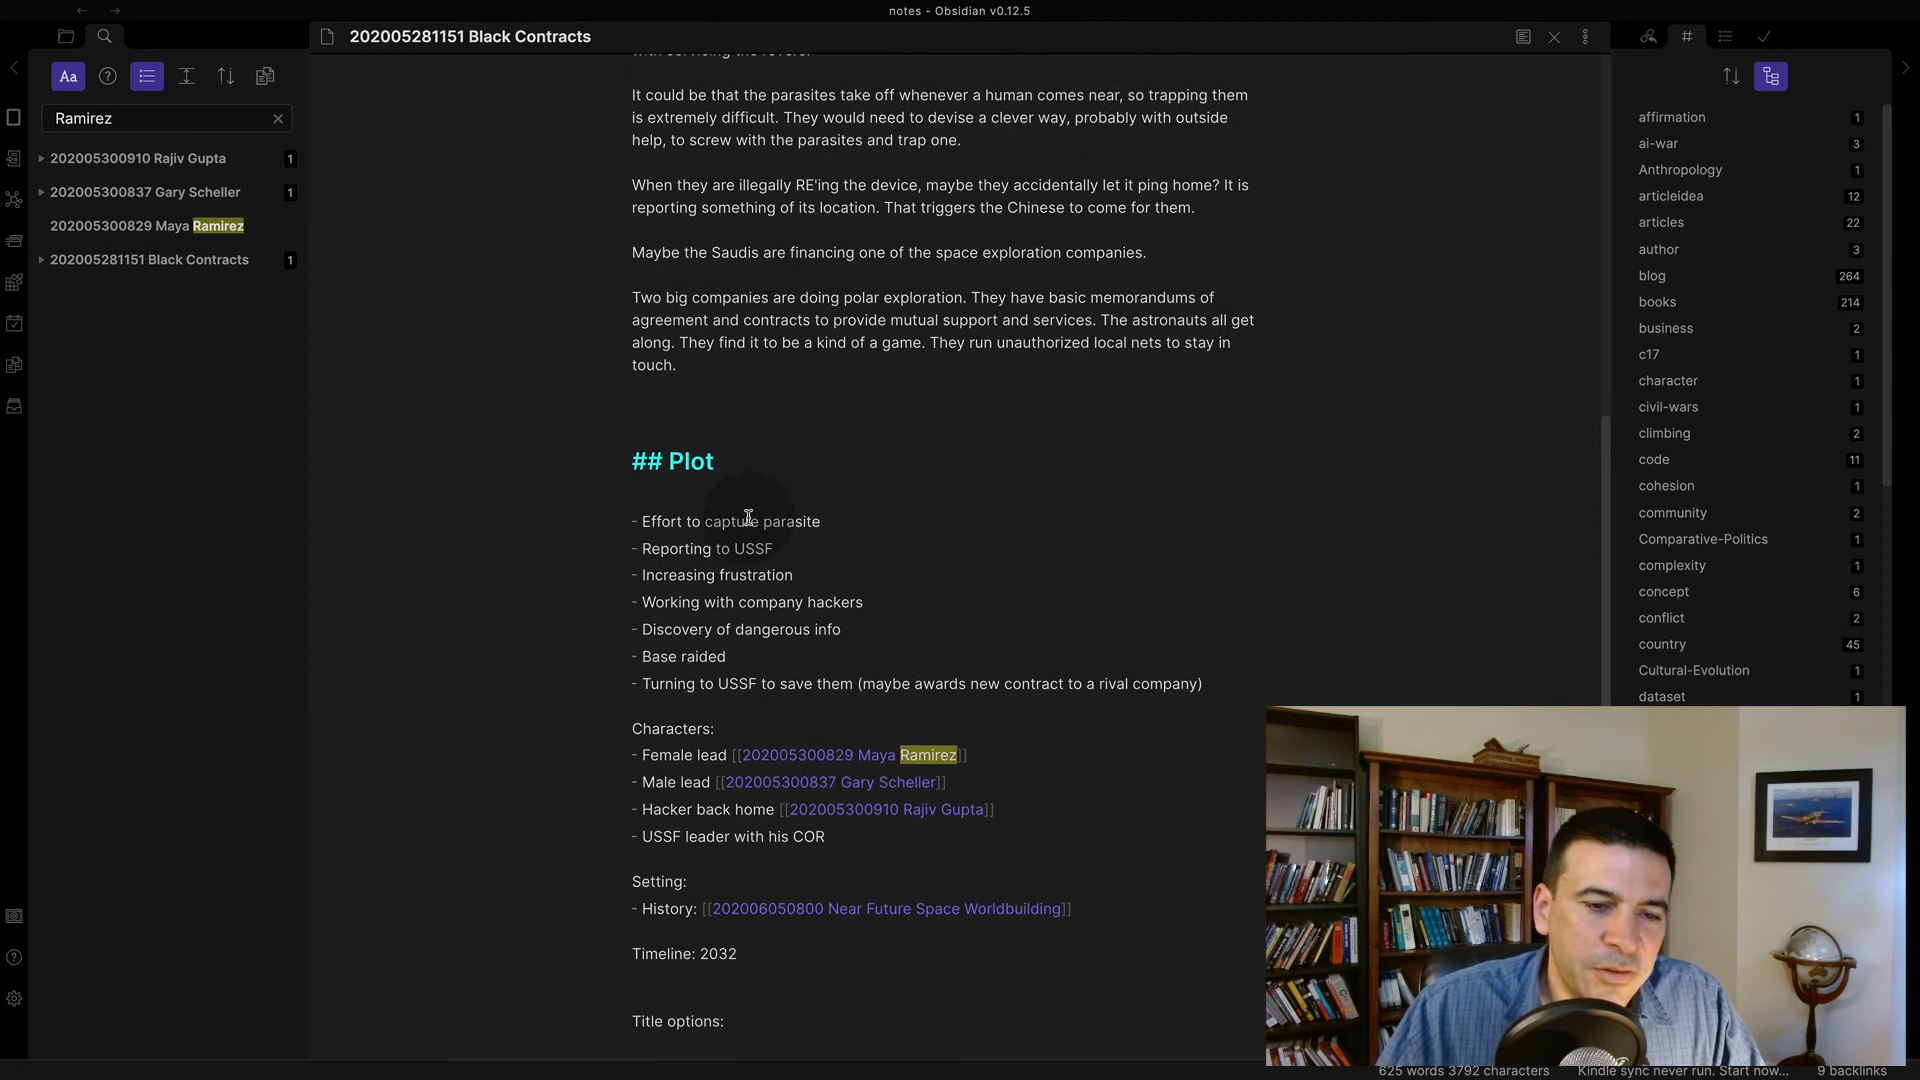 notes - Obsidian v0.12.5
202005281151 Black Contracts
Aa
Ramirez
202005300910 Rajiv Gupta 1
202005300837 Gary Scheller 1
202005300829 Maya Ramirez
202005281151 Black Contracts 1
It could be that the parasites take off whenever a human comes near, so trapping them
is extremely difficult. They would need to devise a clever way, probably with outside
help, to screw with the parasites and trap one.
When they are illegally RE'ing the device, maybe they accidentally let it ping home? It is
reporting something of its location. That triggers the Chinese to come for them.
Maybe the Saudis are financing one of the space exploration companies.
Two big companies are doing polar exploration. They have basic memorandums of
agreement and contracts to provide mutual support and services. The astronauts all get
along. They find it to be a kind of a game. They run unauthorized local nets to stay in
touch.
## Plot
- Effort to capture parasite
- Reporting to USSF
- Increasing frustration
- Working with company hackers
- Discovery of dangerous info
- Base raided
- Turning to USSF to save them (maybe awards new contract to a rival company)
Characters:
- Female lead [[202005300829 Maya Ramirez]]
- Male lead [[202005300837 Gary Scheller]]
- Hacker back home [[202005300910 Rajiv Gupta]]
- USSF leader with his COR
Setting:
- History: [[202006050800 Near Future Space Worldbuilding]]
Timeline: 2032
Title options:
affirmation 1
ai-war 3
Anthropology 1
articleidea 12
articles 22
author 3
blog 264
books 214
business 2
c17 1
character 1
civil-wars 1
climbing 2
code 11
cohesion 1
community 2
Comparative-Politics 1
complexity 1
concept 6
conflict 2
country 45
Cultural-Evolution 1
dataset 1
625 words 3792 characters
Kindle sync never run. Start now...
9 backlinks